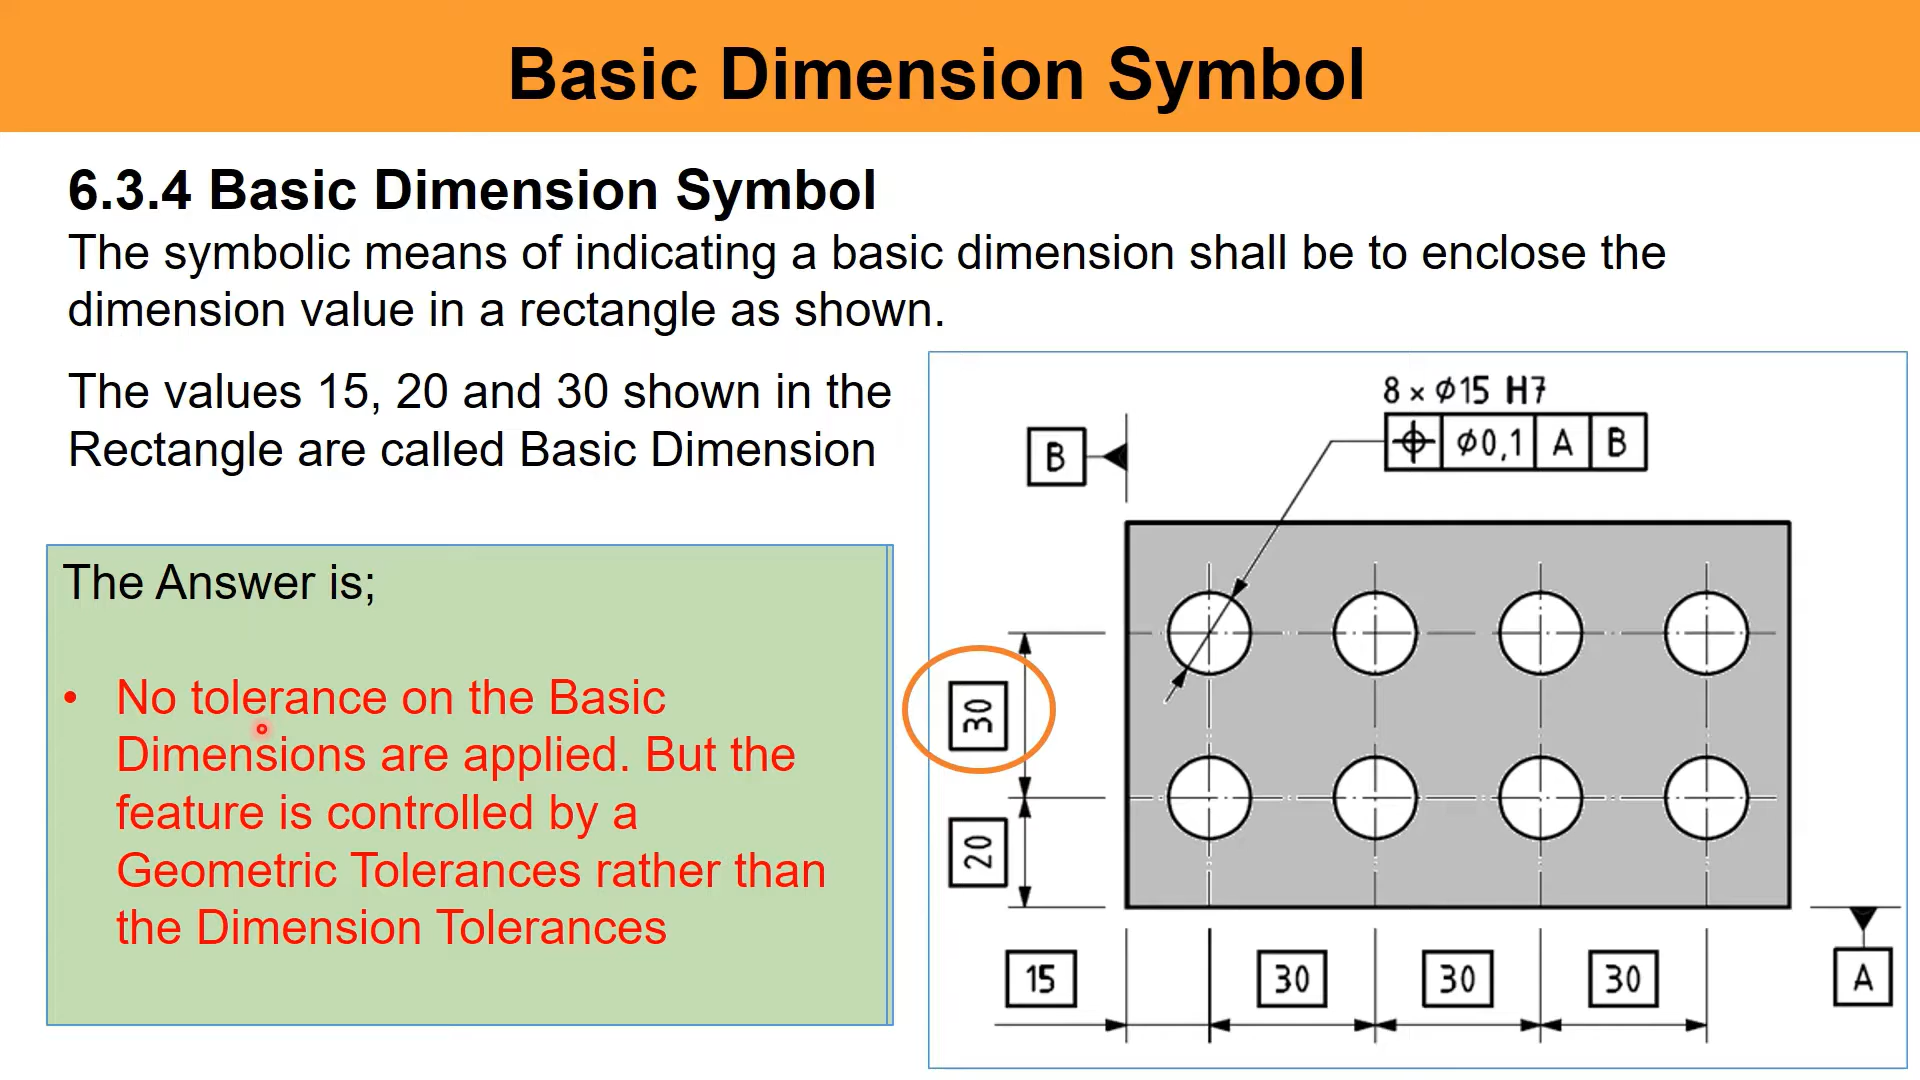 Basic Dimension Symbol
6.3.4 Basic Dimension Symbol
The symbolic means of indicating a basic dimension shall be to enclose the
dimension value in a rectangle as shown.
The values 15, 20 and 30 shown in the
Rectangle are called Basic Dimension
The Answer is;
• No tolerance on the Basic
Dimensions are applied. But the
feature is controlled by a
Geometric Tolerances rather than
the Dimension Tolerances
8 × ⌀15 H7
⌖ ⌀0,1 A B
B
30
20
15 30 30 30
A